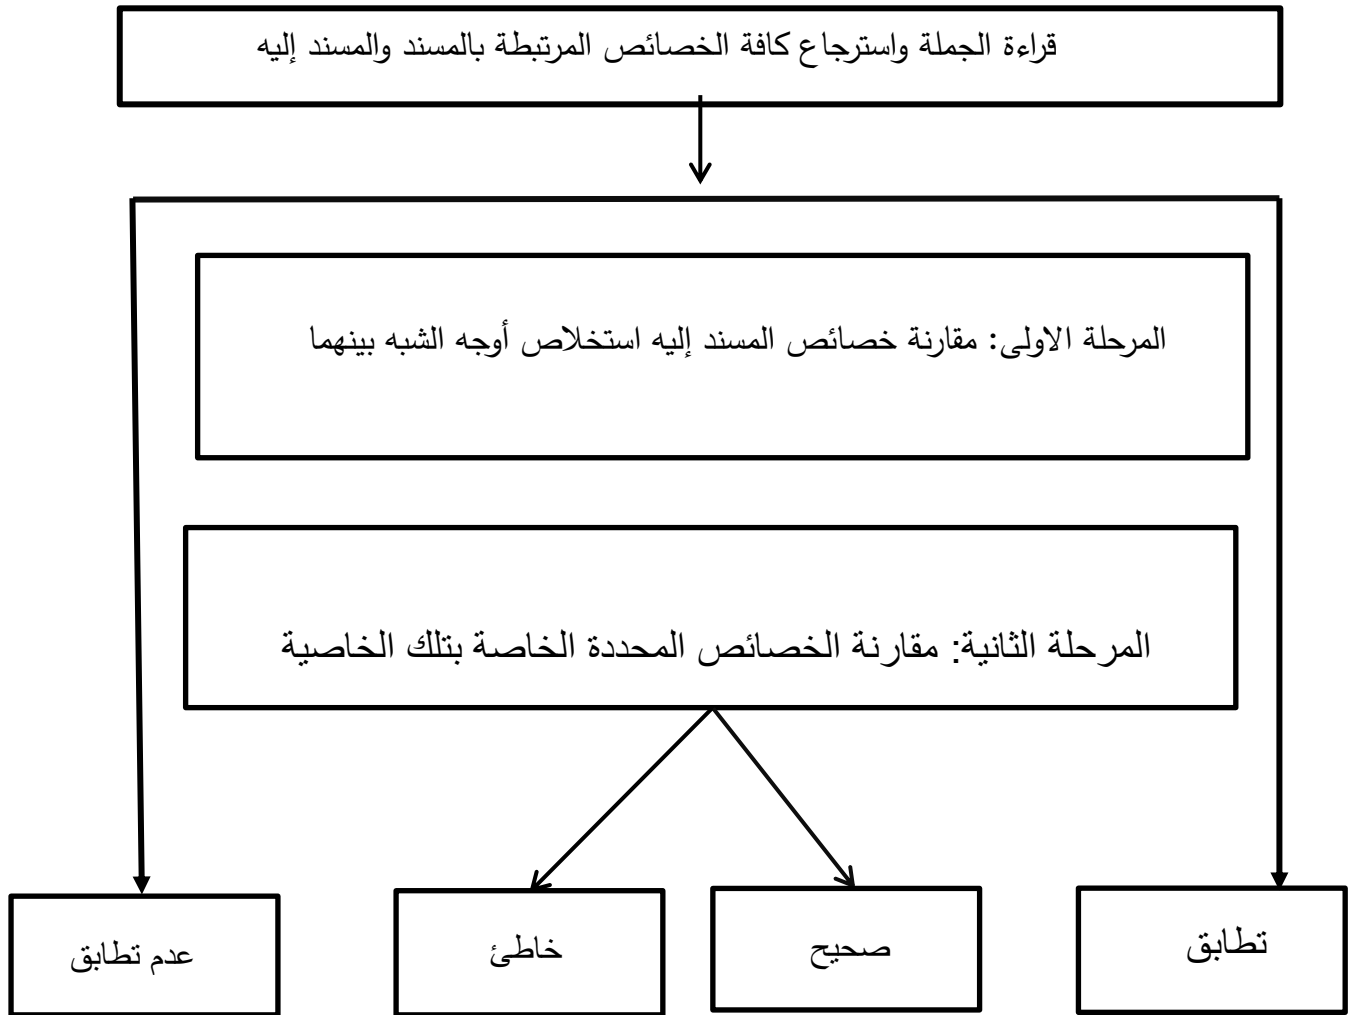 قراءة الجملة واسترجاع كافة الخصائص المرتبطة بالمسند والمسند إليه
المرحلة الاولى: مقارنة خصائص المسند إليه استخلاص أوجه الشبه بينهما
المرحلة الثانية: مقارنة الخصائص المحددة الخاصة بتلك الخاصية
تطابق
صحيح
خاطئ
عدم تطابق